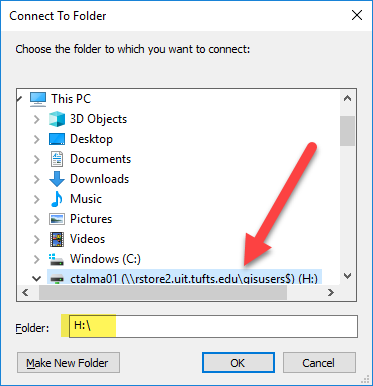 Connect To Folder
Choose the folder to which you want to connect:
This PC
3D Objects
Desktop
Documents
Downloads
Music
Pictures
Videos
Windows (C:)
ctalma01 (\\rstore2.uit.tufts.edu\gisusers$) (H:)
Folder: H:\
Make New Folder OK Cancel